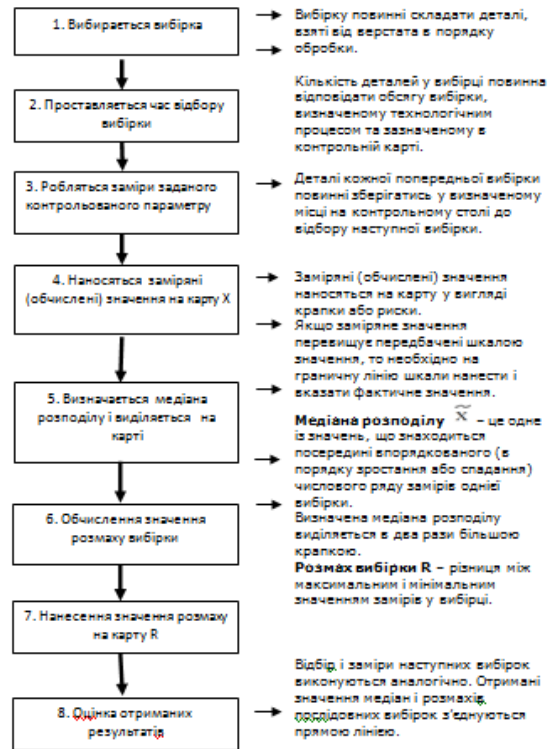 1. Вибирається вибірка
Вибірку повинні складати деталі,
взяті від верстата в порядку
обробки.
2. Проставляється час відбору
вибірки
Кількість деталей у вибірці повинна
відповідати обсягу вибірки,
визначеному технологічним
процесом та зазначеному в
контрольній карті.
3. Робляться заміри заданого
контрольованого параметру
Деталі кожної попередньої вибірки
повинні зберігатись у визначеному
місці на контрольному столі до
відбору наступної вибірки.
4. Наносяться заміряні
(обчислені) значення на карту X
Заміряні (обчислені) значення
наносяться на карту у вигляді
крапки або риски.
Якщо заміряне значення
перевищує передбачені шкалою
значення, то необхідно на
граничну лінію шкали нанести і
вказати фактичне значення.
5. Визначається медіана
розподілу і виділяється на
карті
Медіана розподілу x̃ – це одне
із значень, що знаходиться
посередині впорядкованого (в
порядку зростання або спадання)
числового ряду замірів однієї
вибірки.
Визначена медіана розподілу
виділяється в два рази більшою
крапкою.
6. Обчислення значення
розмаху вибірки
Розмах вибірки R – різниця між
максимальним і мінімальним
значенням замірів у вибірці.
7. Нанесення значення розмаху
на карту R
8. Оцінка отриманих
результатів
Відбір і заміри наступних вибірок
виконуються аналогічно. Отримані
значення медіан і розмахів
послідовних вибірок з'єднуються
прямою лінією.